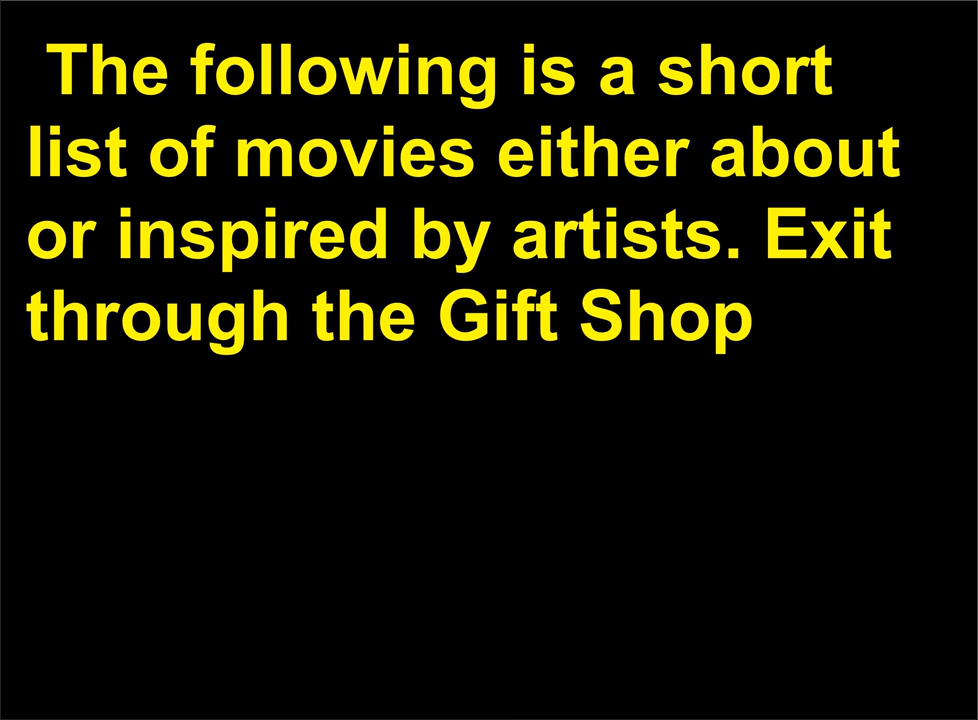 The following is a short
list of movies either about
or inspired by artists. Exit
through the Gift Shop